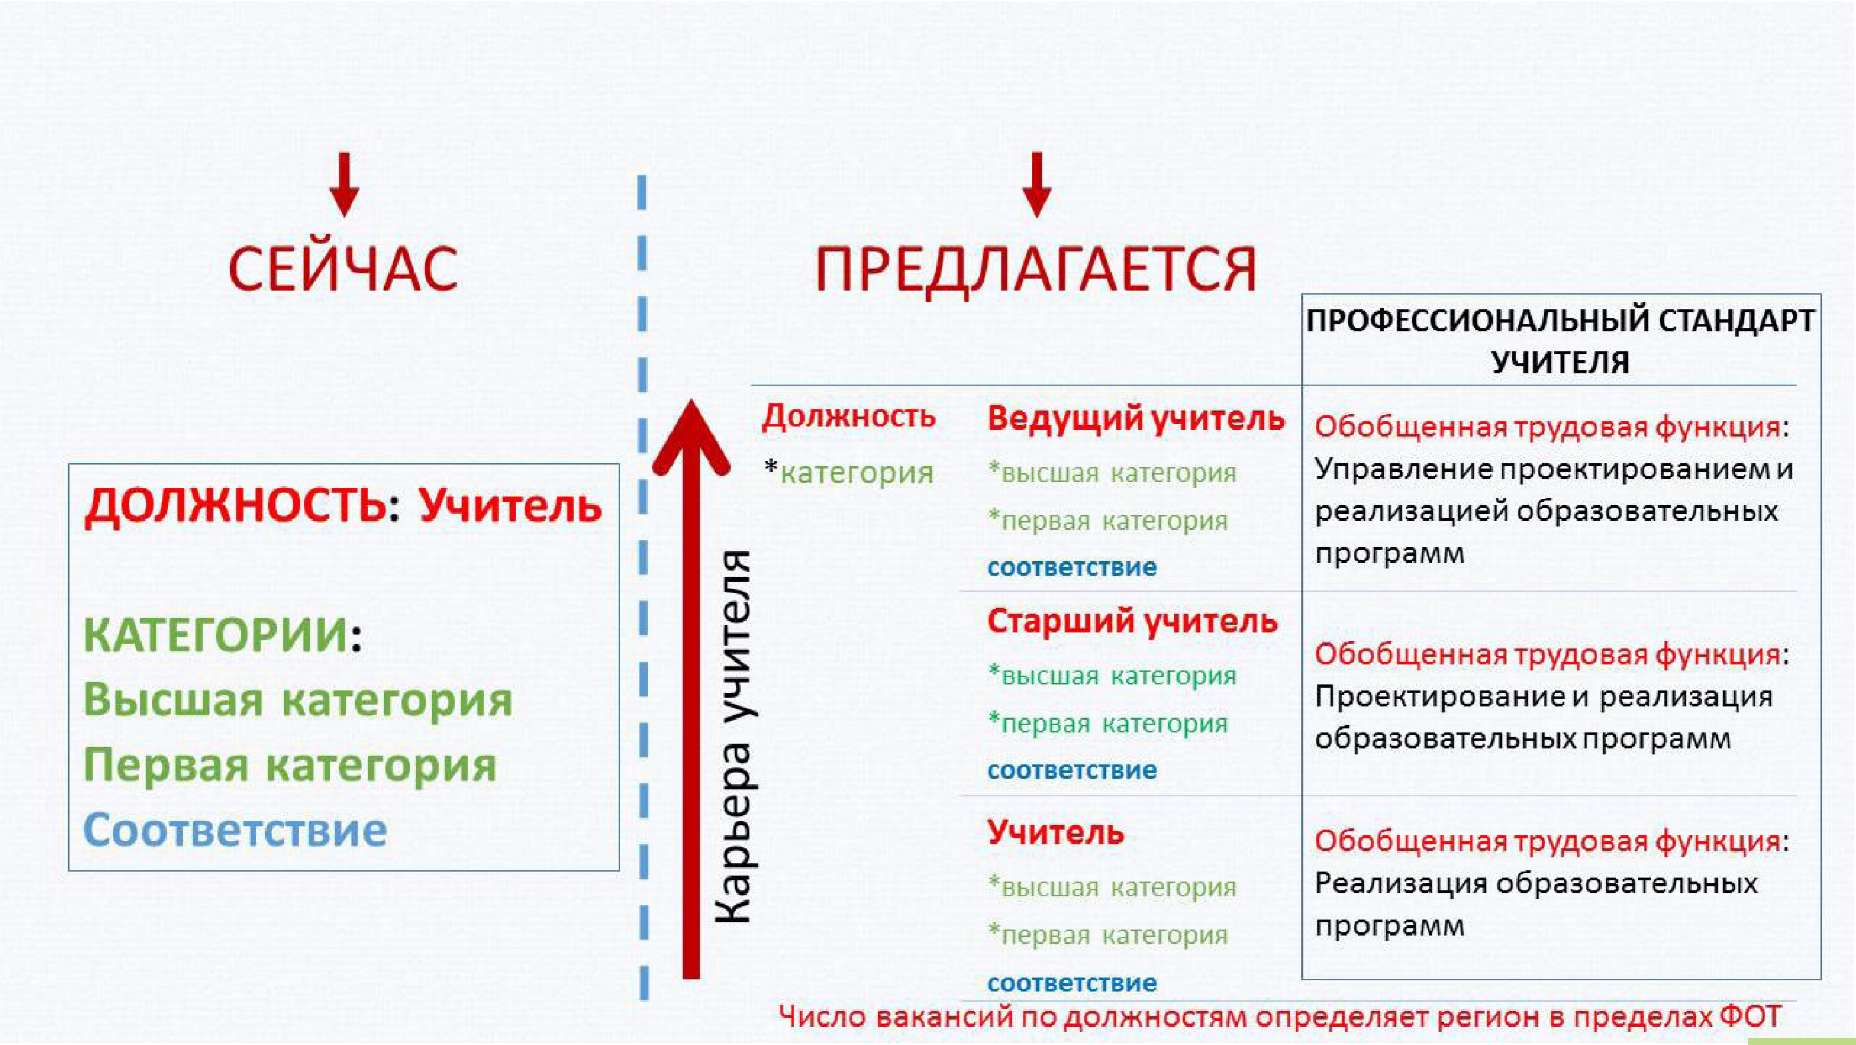 СЕЙЧАС
ДОЛЖНОСТЬ: Учитель
КАТЕГОРИИ:
Высшая категория
Первая категория
Соответствие
ПРЕДЛАГАЕТСЯ
Карьера учителя
Должность
*категория
ПРОФЕССИОНАЛЬНЫЙ СТАНДАРТ
УЧИТЕЛЯ
Ведущий учитель
*высшая категория
*первая категория
соответствие
Обобщенная трудовая функция:
Управление проектированием и
реализацией образовательных
программ
Старший учитель
*высшая категория
*первая категория
соответствие
Обобщенная трудовая функция:
Проектирование и реализация
образовательных программ
Учитель
*высшая категория
*первая категория
соответствие
Обобщенная трудовая функция:
Реализация образовательных
программ
Число вакансий по должностям определяет регион в пределах ФОТ